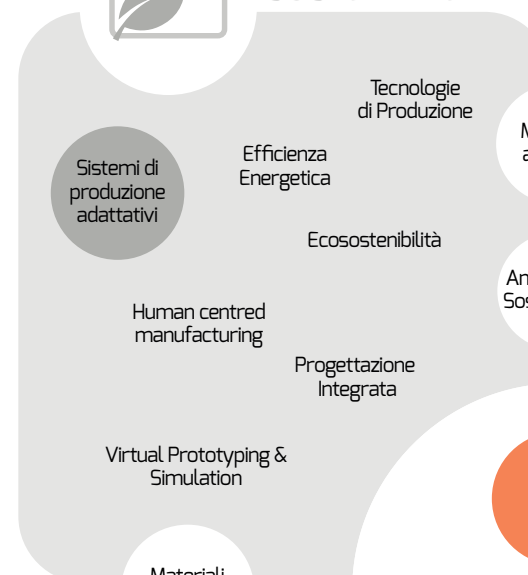 Tecnologie
di Produzione
Sistemi di
produzione
adattativi
Efficienza
Energetica
Ecosostenibilità
Human centred
manufacturing
Progettazione
Integrata
Virtual Prototyping &
Simulation
Materiali